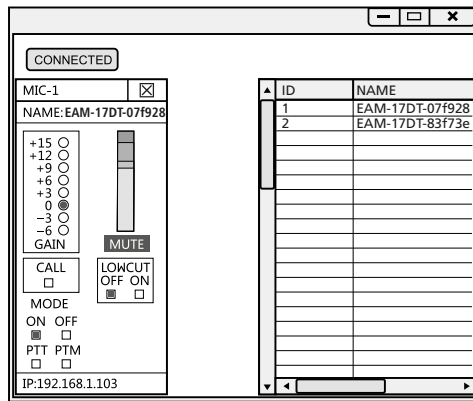 CONNECTED
MIC-1
NAME:EAM-17DT-07f928
+15
+12
+9
+6
+3
0
−3
−6
GAIN
MUTE
CALL
LOWCUT
OFF ON
MODE
ON OFF
PTT PTM
IP:192.168.1.103
ID NAME
1 EAM-17DT-07f928
2 EAM-17DT-83f73e